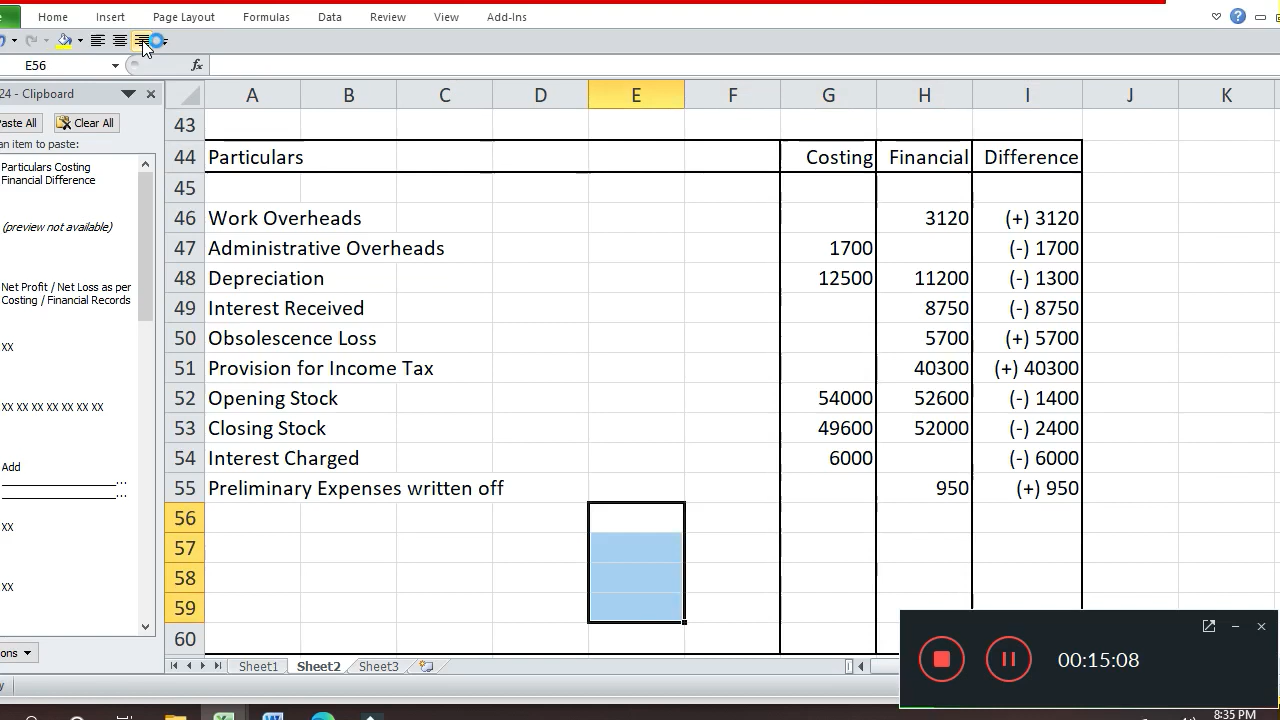 Home Insert Page Layout Formulas Data Review View Add-Ins
E56 fx
24 - Clipboard
Paste All Clear All
an item to paste:
Particulars Costing
Financial Difference
(preview not available)
Net Profit / Net Loss as per
Costing / Financial Records
XX
XX XX XX XX XX XX XX
Add
XX
XX
A B C D E F G H I J K
43
44 Particulars Costing Financial Difference
45
46 Work Overheads 3120 (+) 3120
47 Administrative Overheads 1700 (-) 1700
48 Depreciation 12500 11200 (-) 1300
49 Interest Received 8750 (-) 8750
50 Obsolescence Loss 5700 (+) 5700
51 Provision for Income Tax 40300 (+) 40300
52 Opening Stock 54000 52600 (-) 1400
53 Closing Stock 49600 52000 (-) 2400
54 Interest Charged 6000 (-) 6000
55 Preliminary Expenses written off 950 (+) 950
56
57
58
59
60
Sheet1 Sheet2 Sheet3
00:15:08
8:35 PM